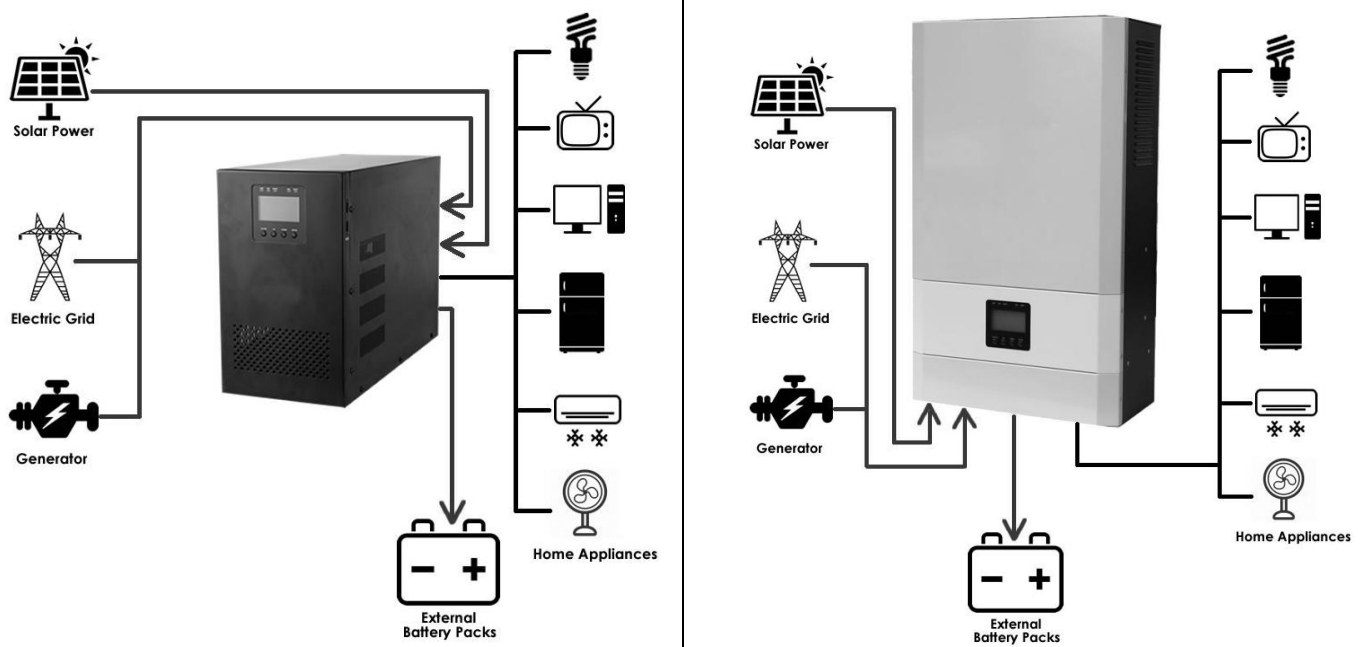 Solar Power
Electric Grid
Generator
Home Appliances
External
Battery Packs
Solar Power
Electric Grid
Generator
Home Appliances
External
Battery Packs